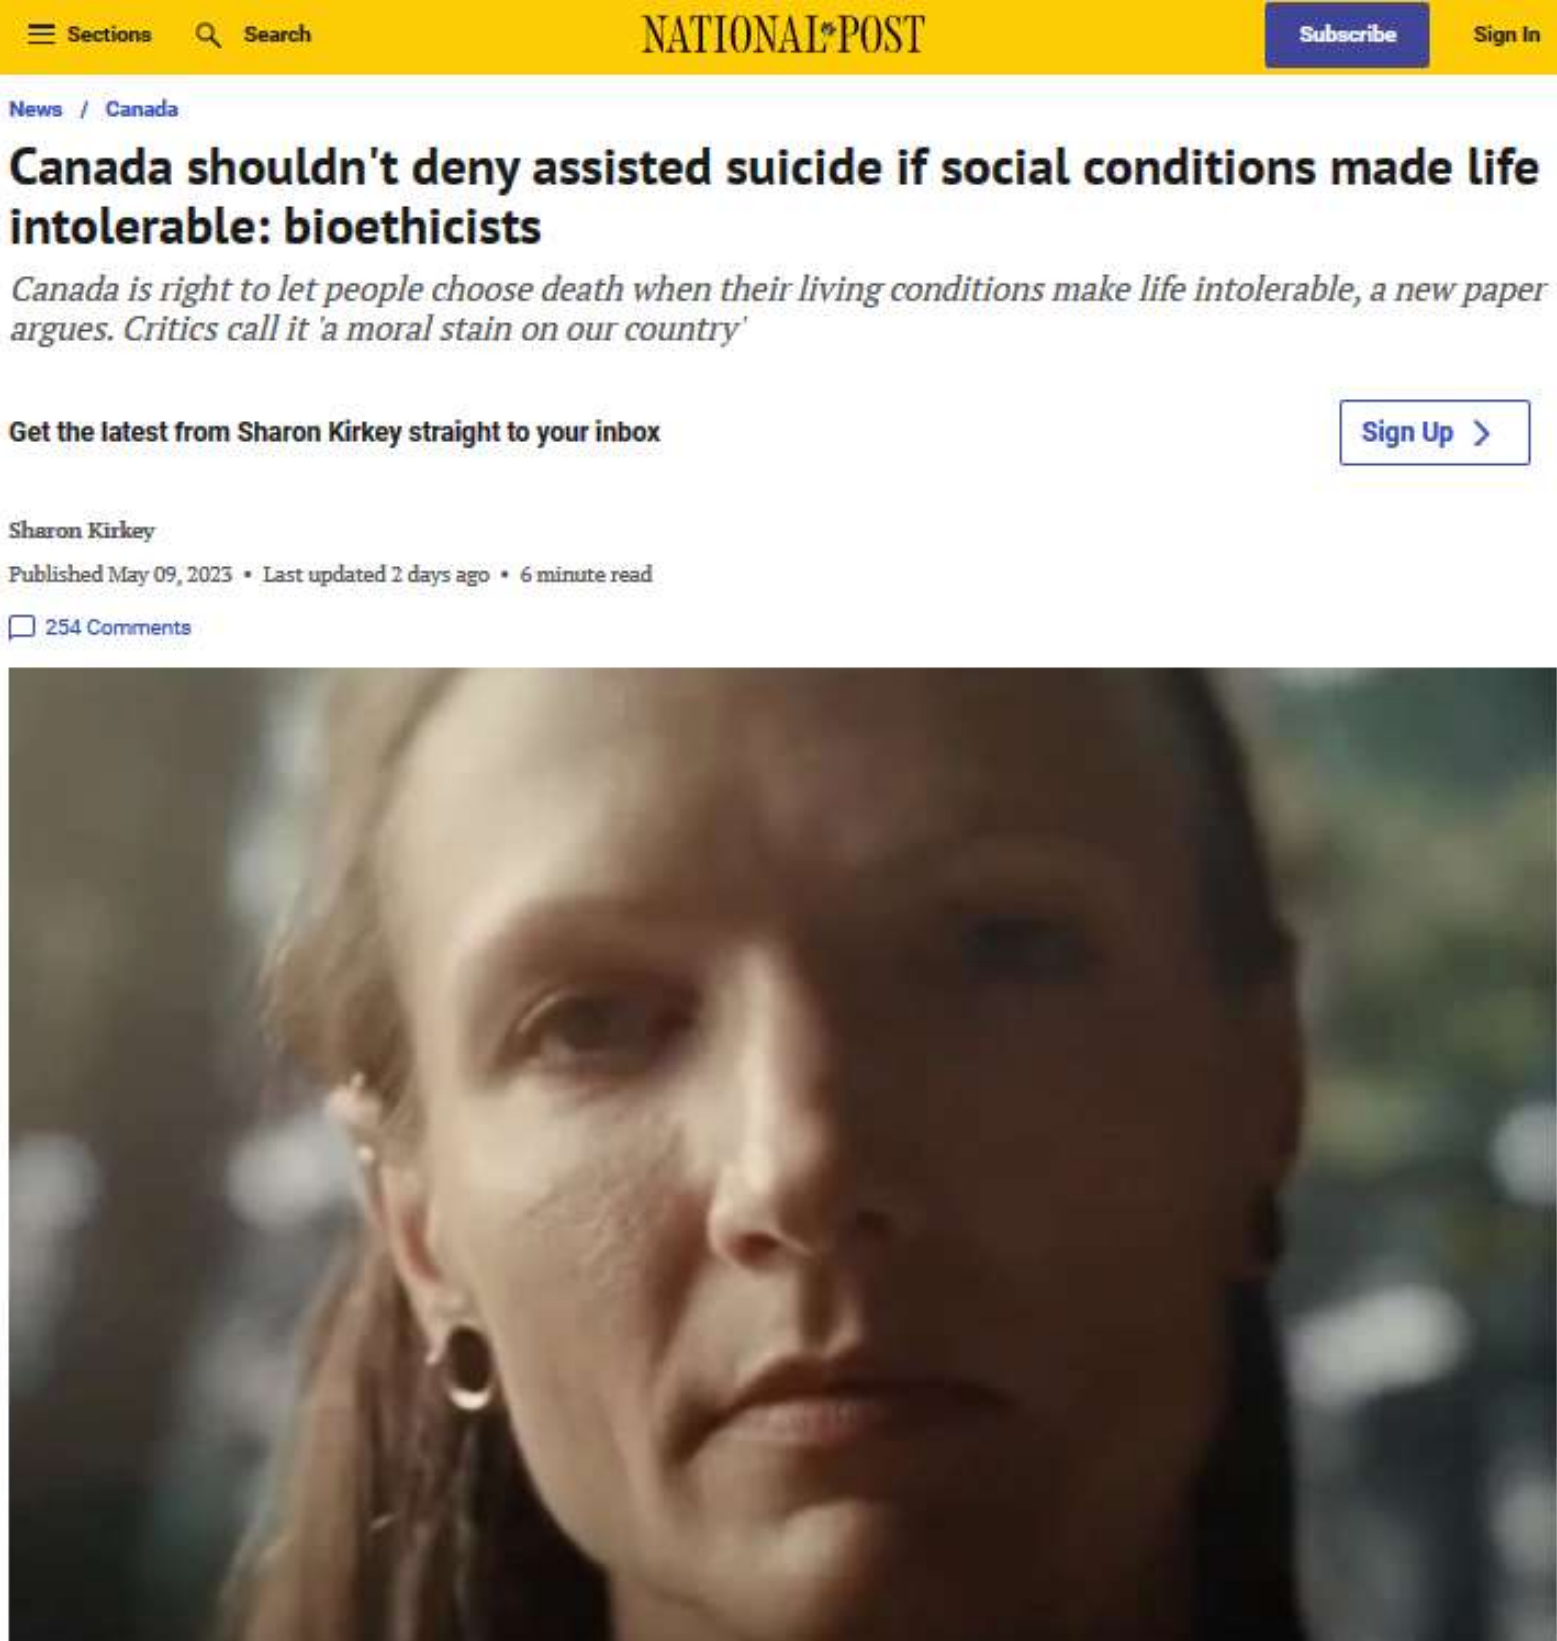 Sections Search NATIONAL POST Subscribe Sign In
News / Canada
Canada shouldn't deny assisted suicide if social conditions made life
intolerable: bioethicists
Canada is right to let people choose death when their living conditions make life intolerable, a new paper
argues. Critics call it 'a moral stain on our country'
Get the latest from Sharon Kirkey straight to your inbox
Sign Up
Sharon Kirkey
Published May 09, 2023 • Last updated 2 days ago • 6 minute read
254 Comments